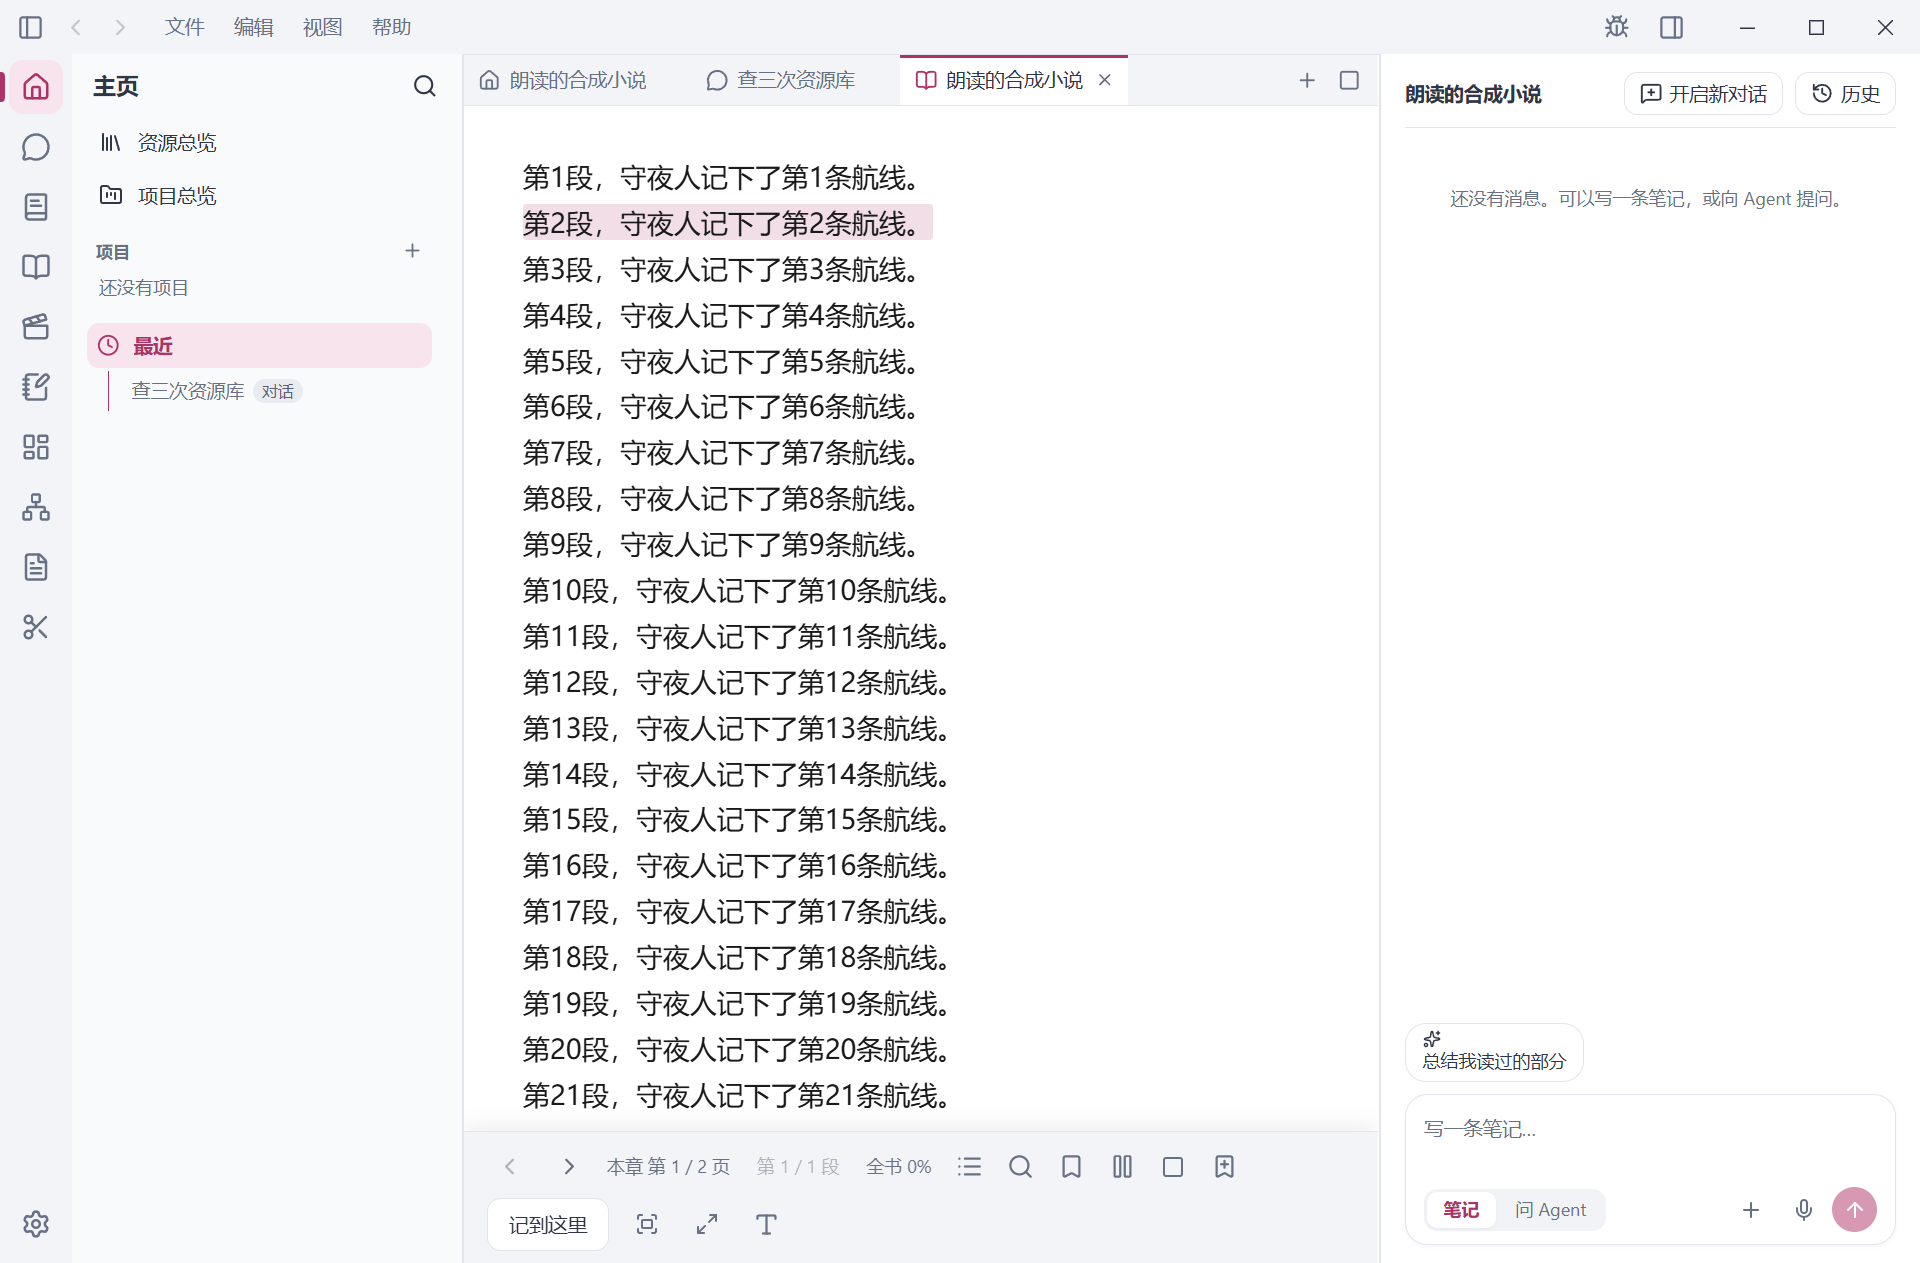 文件 编辑 视图 帮助
主页
资源总览
项目总览
项目
还没有项目
最近
查三次资源库 对话
朗读的合成小说 查三次资源库 朗读的合成小说
第1段，守夜人记下了第1条航线。
第2段，守夜人记下了第2条航线。
第3段，守夜人记下了第3条航线。
第4段，守夜人记下了第4条航线。
第5段，守夜人记下了第5条航线。
第6段，守夜人记下了第6条航线。
第7段，守夜人记下了第7条航线。
第8段，守夜人记下了第8条航线。
第9段，守夜人记下了第9条航线。
第10段，守夜人记下了第10条航线。
第11段，守夜人记下了第11条航线。
第12段，守夜人记下了第12条航线。
第13段，守夜人记下了第13条航线。
第14段，守夜人记下了第14条航线。
第15段，守夜人记下了第15条航线。
第16段，守夜人记下了第16条航线。
第17段，守夜人记下了第17条航线。
第18段，守夜人记下了第18条航线。
第19段，守夜人记下了第19条航线。
第20段，守夜人记下了第20条航线。
第21段，守夜人记下了第21条航线。
本章 第 1 / 2 页 第 1 / 1 段 全书 0%
记到这里
朗读的合成小说 开启新对话 历史
还没有消息。可以写一条笔记，或向 Agent 提问。
总结我读过的部分
写一条笔记...
笔记 问 Agent